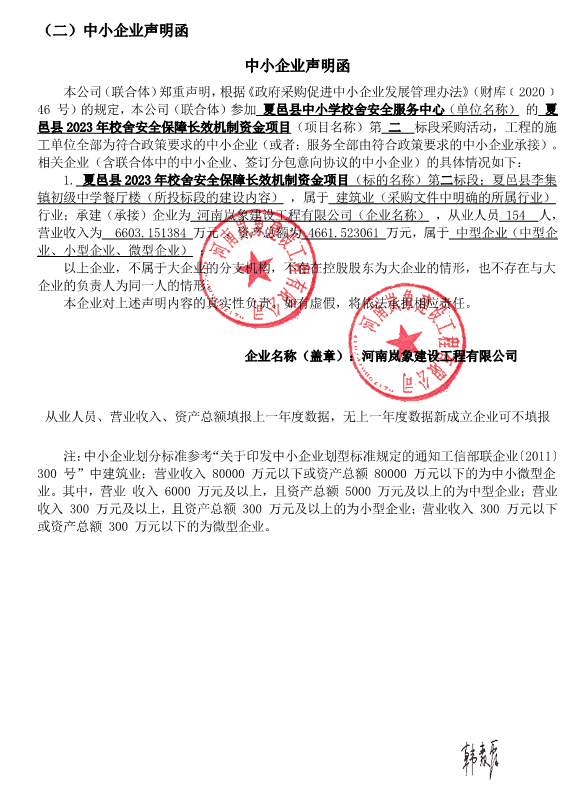 （二）中小企业声明函
中小企业声明函
本公司（联合体）郑重声明，根据《政府采购促进中小企业发展管理办法》（财库﹝2020﹞
46 号）的规定，本公司（联合体）参加 夏邑县中小学校舍安全服务中心（单位名称） 的 夏
邑县 2023 年校舍安全保障长效机制资金项目（项目名称）第 二 标段采购活动，工程的施
工单位全部为符合政策要求的中小企业（或者：服务全部由符合政策要求的中小企业承接）。
相关企业（含联合体中的中小企业、签订分包意向协议的中小企业）的具体情况如下：
1. 夏邑县 2023 年校舍安全保障长效机制资金项目（标的名称）第二标段：夏邑县李集
镇初级中学餐厅楼（所投标段的建设内容） ，属于 建筑业（采购文件中明确的所属行业）
行业；承建（承接）企业为 河南岚象建设工程有限公司（企业名称） ，从业人员 154 人，
营业收入为 6603.151384 万元 ，资产总额为 4661.523061 万元，属于 中型企业（中型企
业、小型企业、微型企业） ；
以上企业，不属于大企业的分支机构，不存在控股股东为大企业的情形，也不存在与大
企业的负责人为同一人的情形。
本企业对上述声明内容的真实性负责。如有虚假，将依法承担相应责任。
河南岚象建设工程有限公司
河南岚象建设工程有限公司
企业名称（盖章）：河南岚象建设工程有限公司
从业人员、营业收入、资产总额填报上一年度数据，无上一年度数据新成立企业可不填报
注：中小企业划分标准参考“关于印发中小企业划型标准规定的通知工信部联企业〔2011〕
300 号”中建筑业：营业收入 80000 万元以下或资产总额 80000 万元以下的为中小微型企
业。其中，营业 收入 6000 万元及以上，且资产总额 5000 万元及以上的为中型企业；营业
收入 300 万元及以上，且资产总额 300 万元及以上的为小型企业；营业收入 300 万元以下
或资产总额 300 万元以下的为微型企业。